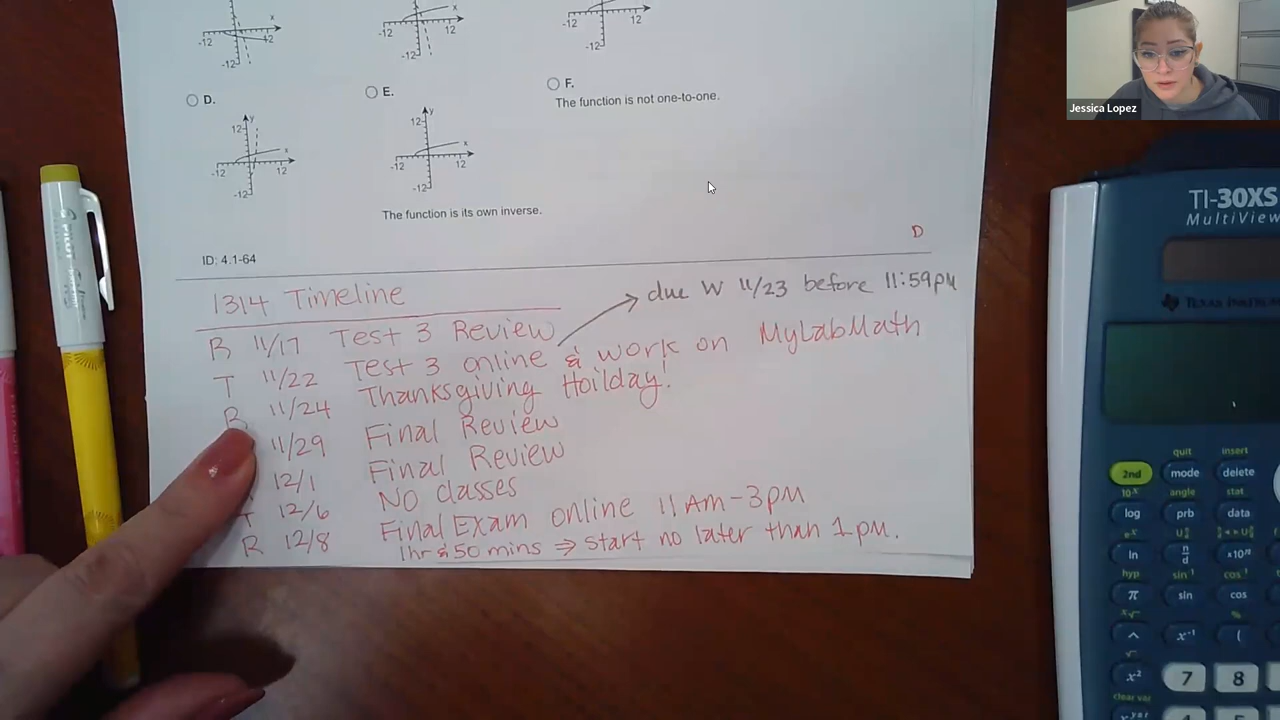 x
-12
12
-12
x
-12
12
-12
-12
12
-12
D.
E.
F.
The function is not one-to-one.
y
12
x
-12
12
-12
y
12
x
-12
12
-12
The function is its own inverse.
D
ID: 4.1-64
1314 Timeline
due W 11/23 before 11:59pm
R 11/17 Test 3 Review
T 11/22 Test 3 online & work on MyLabMath
R 11/24 Thanksgiving Hoilday!
11/29 Final Review
12/1 Final Review
T 12/6 NO classes
R 12/8 Final Exam online 11AM-3pm
1hr & 50 mins ⇒ start no later than 1pm.
Jessica Lopez
TI-30XS
MultiView
quit insert
2nd mode delete
10ˣ angle stat
log prb data
ln n/d ×10ⁿ
hyp sin⁻¹ cos⁻¹
π sin cos
^ x⁻¹ (
x² 7 8
clear var